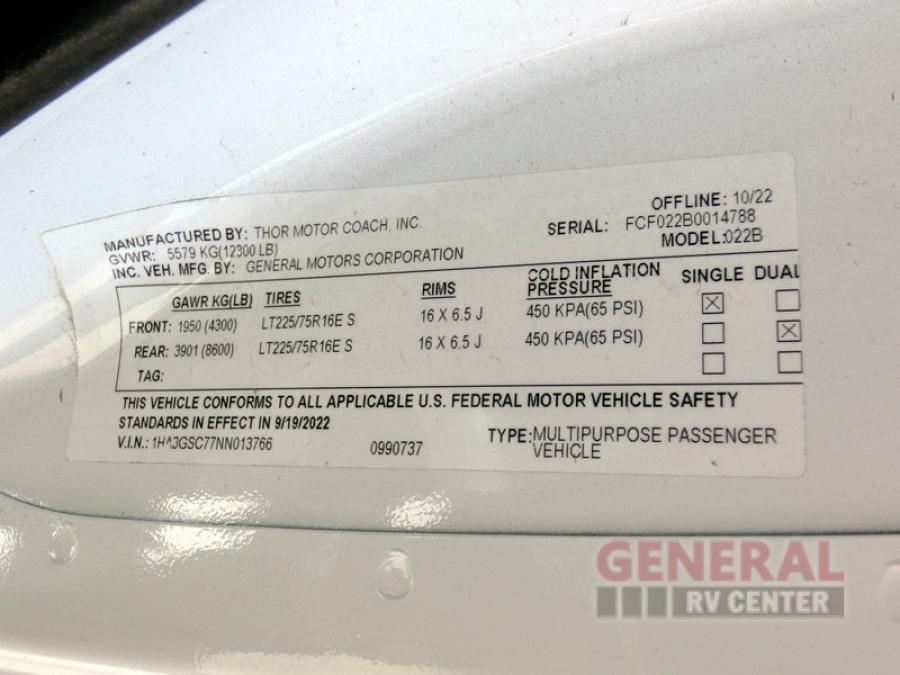 OFFLINE: 10/22
MANUFACTURED BY: THOR MOTOR COACH, INC. SERIAL: FCF022B0014788
GVWR: 5579 KG(12300 LB) MODEL:022B
INC. VEH. MFG. BY: GENERAL MOTORS CORPORATION
GAWR KG(LB) TIRES RIMS COLD INFLATION PRESSURE SINGLE DUAL
FRONT: 1950 (4300) LT225/75R16E S 16 X 6.5 J 450 KPA(65 PSI)
REAR: 3901 (8600) LT225/75R16E S 16 X 6.5 J 450 KPA(65 PSI)
TAG:
THIS VEHICLE CONFORMS TO ALL APPLICABLE U.S. FEDERAL MOTOR VEHICLE SAFETY
STANDARDS IN EFFECT IN 9/19/2022
V.I.N.: 1HA3GSC77NN013766 0990737 TYPE: MULTIPURPOSE PASSENGER
VEHICLE
GENERAL
RV CENTER